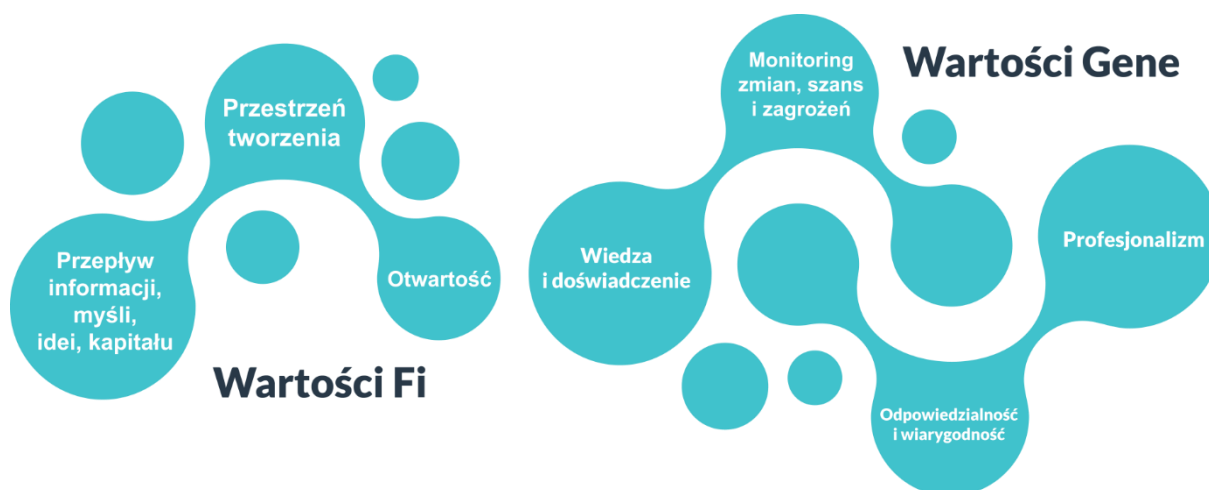 Przestrzeń
tworzenia
Przepływ
informacji,
myśli,
idei, kapitału
Otwartość
Wartości Fi
Wartości Gene
Monitoring
zmian, szans
i zagrożeń
Wiedza
i doświadczenie
Profesjonalizm
Odpowiedzialność
i wiarygodność